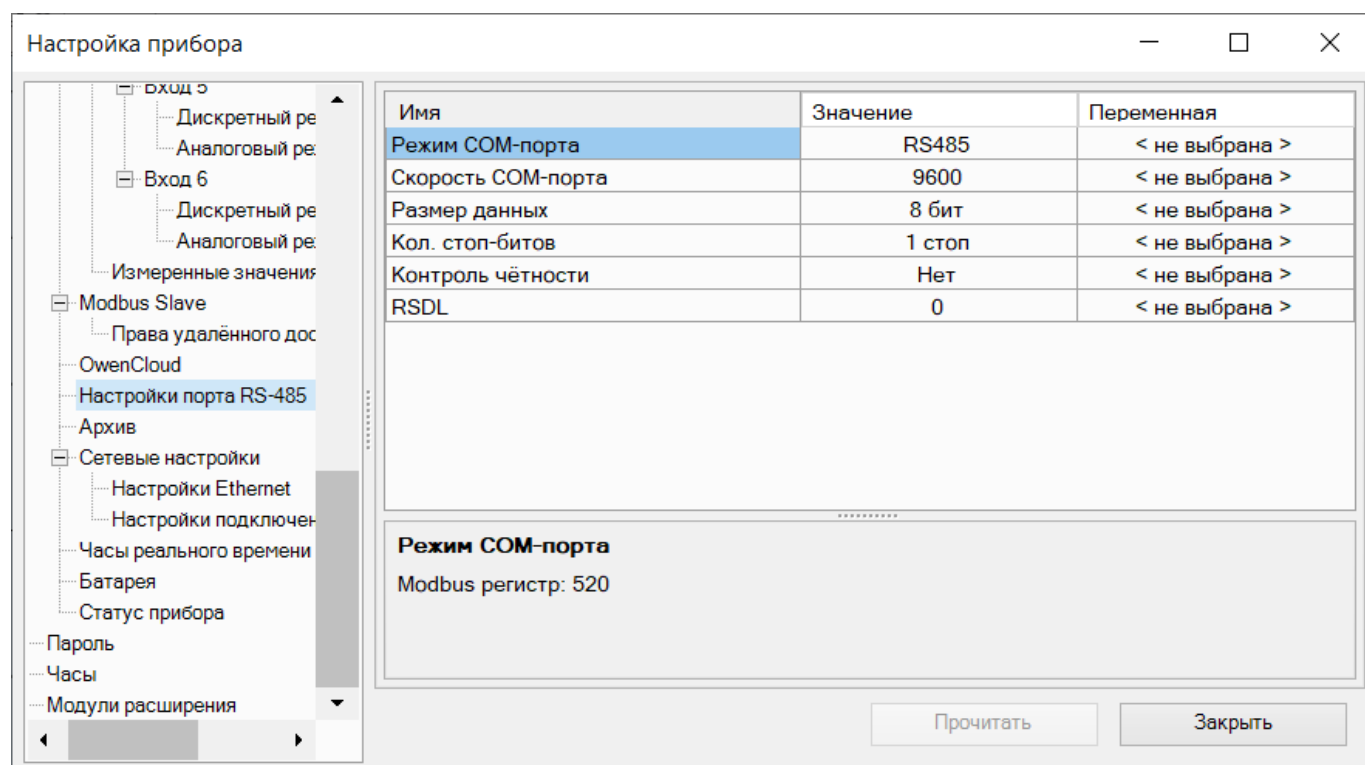 Настройка прибора
Вход 5
Дискретный ре
Аналоговый ре
Вход 6
Дискретный ре
Аналоговый ре
Измеренные значения
Modbus Slave
Права удалённого дос
OwenCloud
Настройки порта RS-485
Архив
Сетевые настройки
Настройки Ethernet
Настройки подключен
Часы реального времени
Батарея
Статус прибора
Пароль
Часы
Модули расширения
Имя Значение Переменная
Режим COM-порта RS485 < не выбрана >
Скорость COM-порта 9600 < не выбрана >
Размер данных 8 бит < не выбрана >
Кол. стоп-битов 1 стоп < не выбрана >
Контроль чётности Нет < не выбрана >
RSDL 0 < не выбрана >
Режим COM-порта
Modbus регистр: 520
Прочитать Закрыть